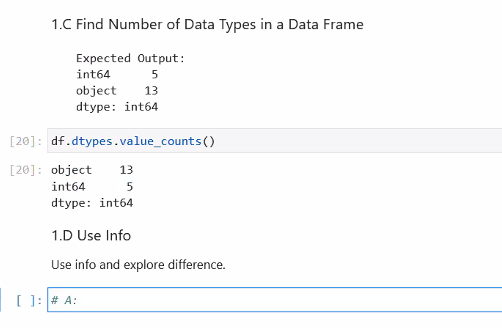 1.C Find Number of Data Types in a Data Frame
Expected Output:
int64      5
object    13
dtype: int64
[20]: df.dtypes.value_counts()
[20]: object    13
int64      5
dtype: int64
1.D Use Info
Use info and explore difference.
[ ]: # A: